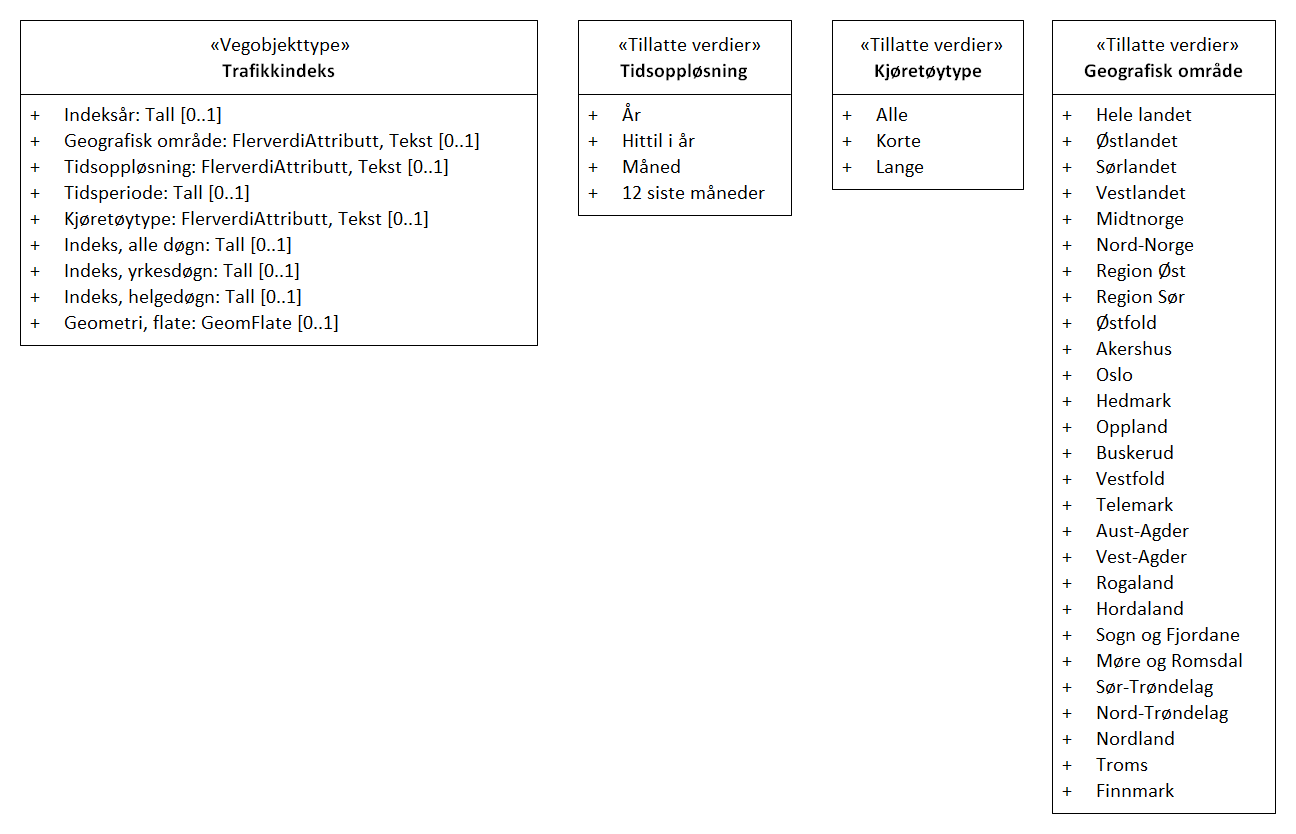 «Vegobjekttype»
Trafikkindeks
+ Indeksår: Tall [0..1]
+ Geografisk område: FlerverdiAttributt, Tekst [0..1]
+ Tidsoppløsning: FlerverdiAttributt, Tekst [0..1]
+ Tidsperiode: Tall [0..1]
+ Kjøretøytype: FlerverdiAttributt, Tekst [0..1]
+ Indeks, alle døgn: Tall [0..1]
+ Indeks, yrkesdøgn: Tall [0..1]
+ Indeks, helgedøgn: Tall [0..1]
+ Geometri, flate: GeomFlate [0..1]
«Tillatte verdier»
Tidsoppløsning
+ År
+ Hittil i år
+ Måned
+ 12 siste måneder
«Tillatte verdier»
Kjøretøytype
+ Alle
+ Korte
+ Lange
«Tillatte verdier»
Geografisk område
+ Hele landet
+ Østlandet
+ Sørlandet
+ Vestlandet
+ Midtnorge
+ Nord-Norge
+ Region Øst
+ Region Sør
+ Østfold
+ Akershus
+ Oslo
+ Hedmark
+ Oppland
+ Buskerud
+ Vestfold
+ Telemark
+ Aust-Agder
+ Vest-Agder
+ Rogaland
+ Hordaland
+ Sogn og Fjordane
+ Møre og Romsdal
+ Sør-Trøndelag
+ Nord-Trøndelag
+ Nordland
+ Troms
+ Finnmark